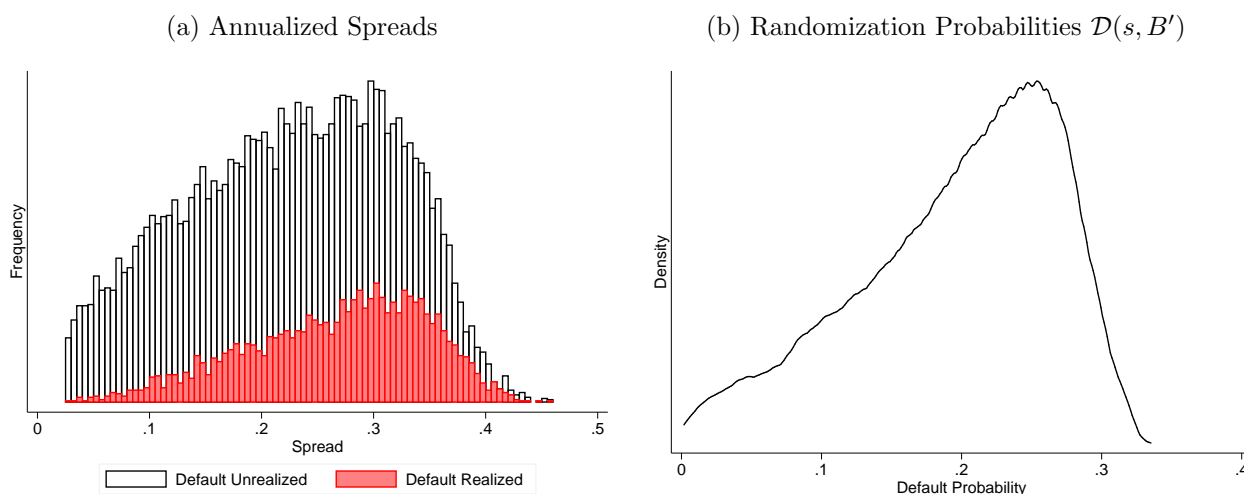 (a) Annualized Spreads
Frequency
0 .1 .2 .3 .4 .5
Spread
Default Unrealized Default Realized
(b) Randomization Probabilities 𝒟(s, B′)
Density
0 .1 .2 .3 .4
Default Probability